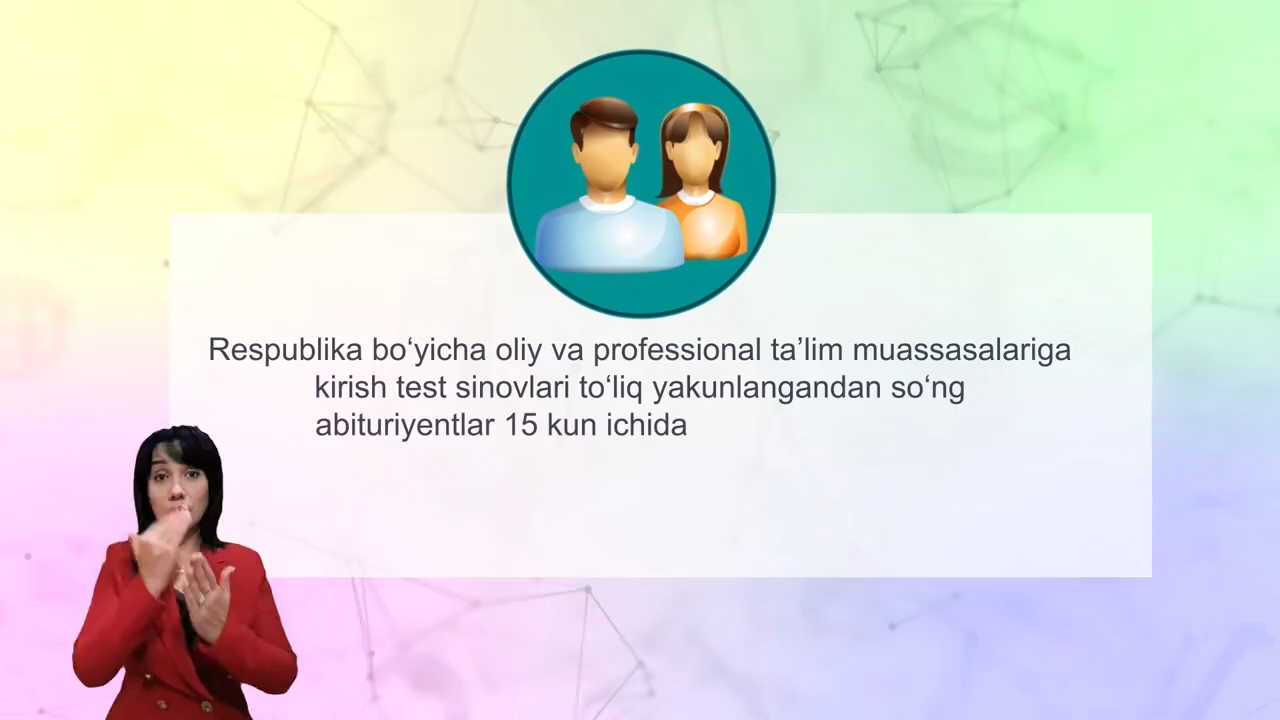 Respublika bo‘yicha oliy va professional ta’lim muassasalariga
kirish test sinovlari to‘liq yakunlangandan so‘ng
abituriyentlar 15 kun ichida